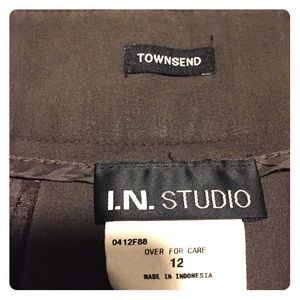 TOWNSEND
I.N. STUDIO
0412F88
OVER FOR CARE
12
MADE IN INDONESIA